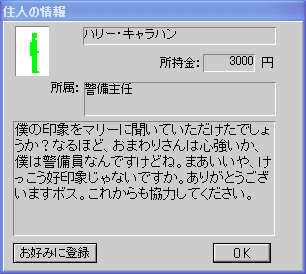 住人の情報
ハリー・キャラハン
所持金: 3000 円
所属: 警備主任
僕の印象をマリーに聞いていただけたでしょ
うか？なるほど、おまわりさんは心強いか、
僕は警備員なんですけどね。まあいいや、け
っこう好印象じゃないですか。ありがとうござ
いますボス。これからも協力してください。
お好みに登録
OK